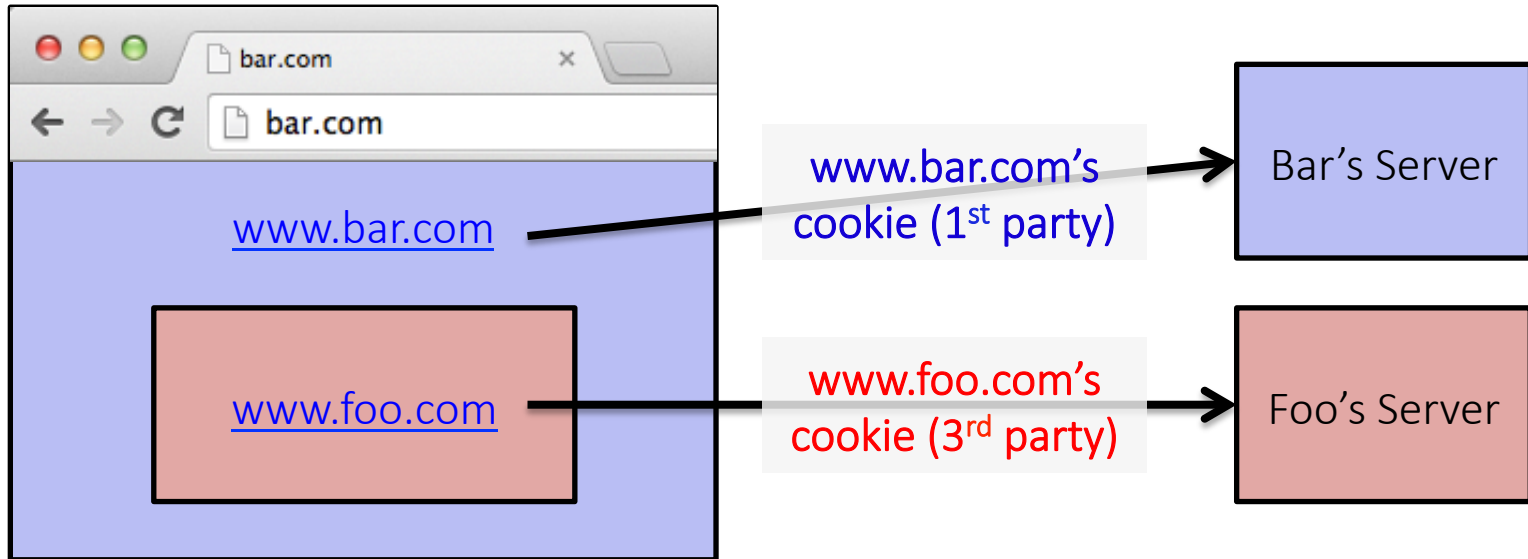 bar.com
bar.com
www.bar.com
www.bar.com’s
cookie (1st party)
Bar’s Server
www.foo.com
www.foo.com’s
cookie (3rd party)
Foo’s Server